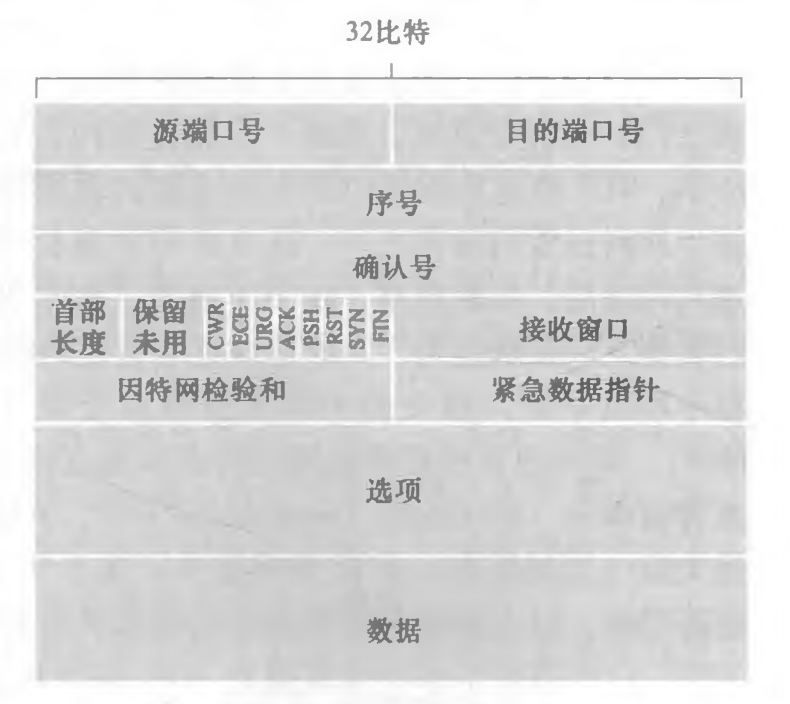 32比特
源端口号 目的端口号
序号
确认号
首部 保留 CWR ECE URG ACK PSH RST SYN FIN 接收窗口
长度 未用
因特网检验和 紧急数据指针
选项
数据